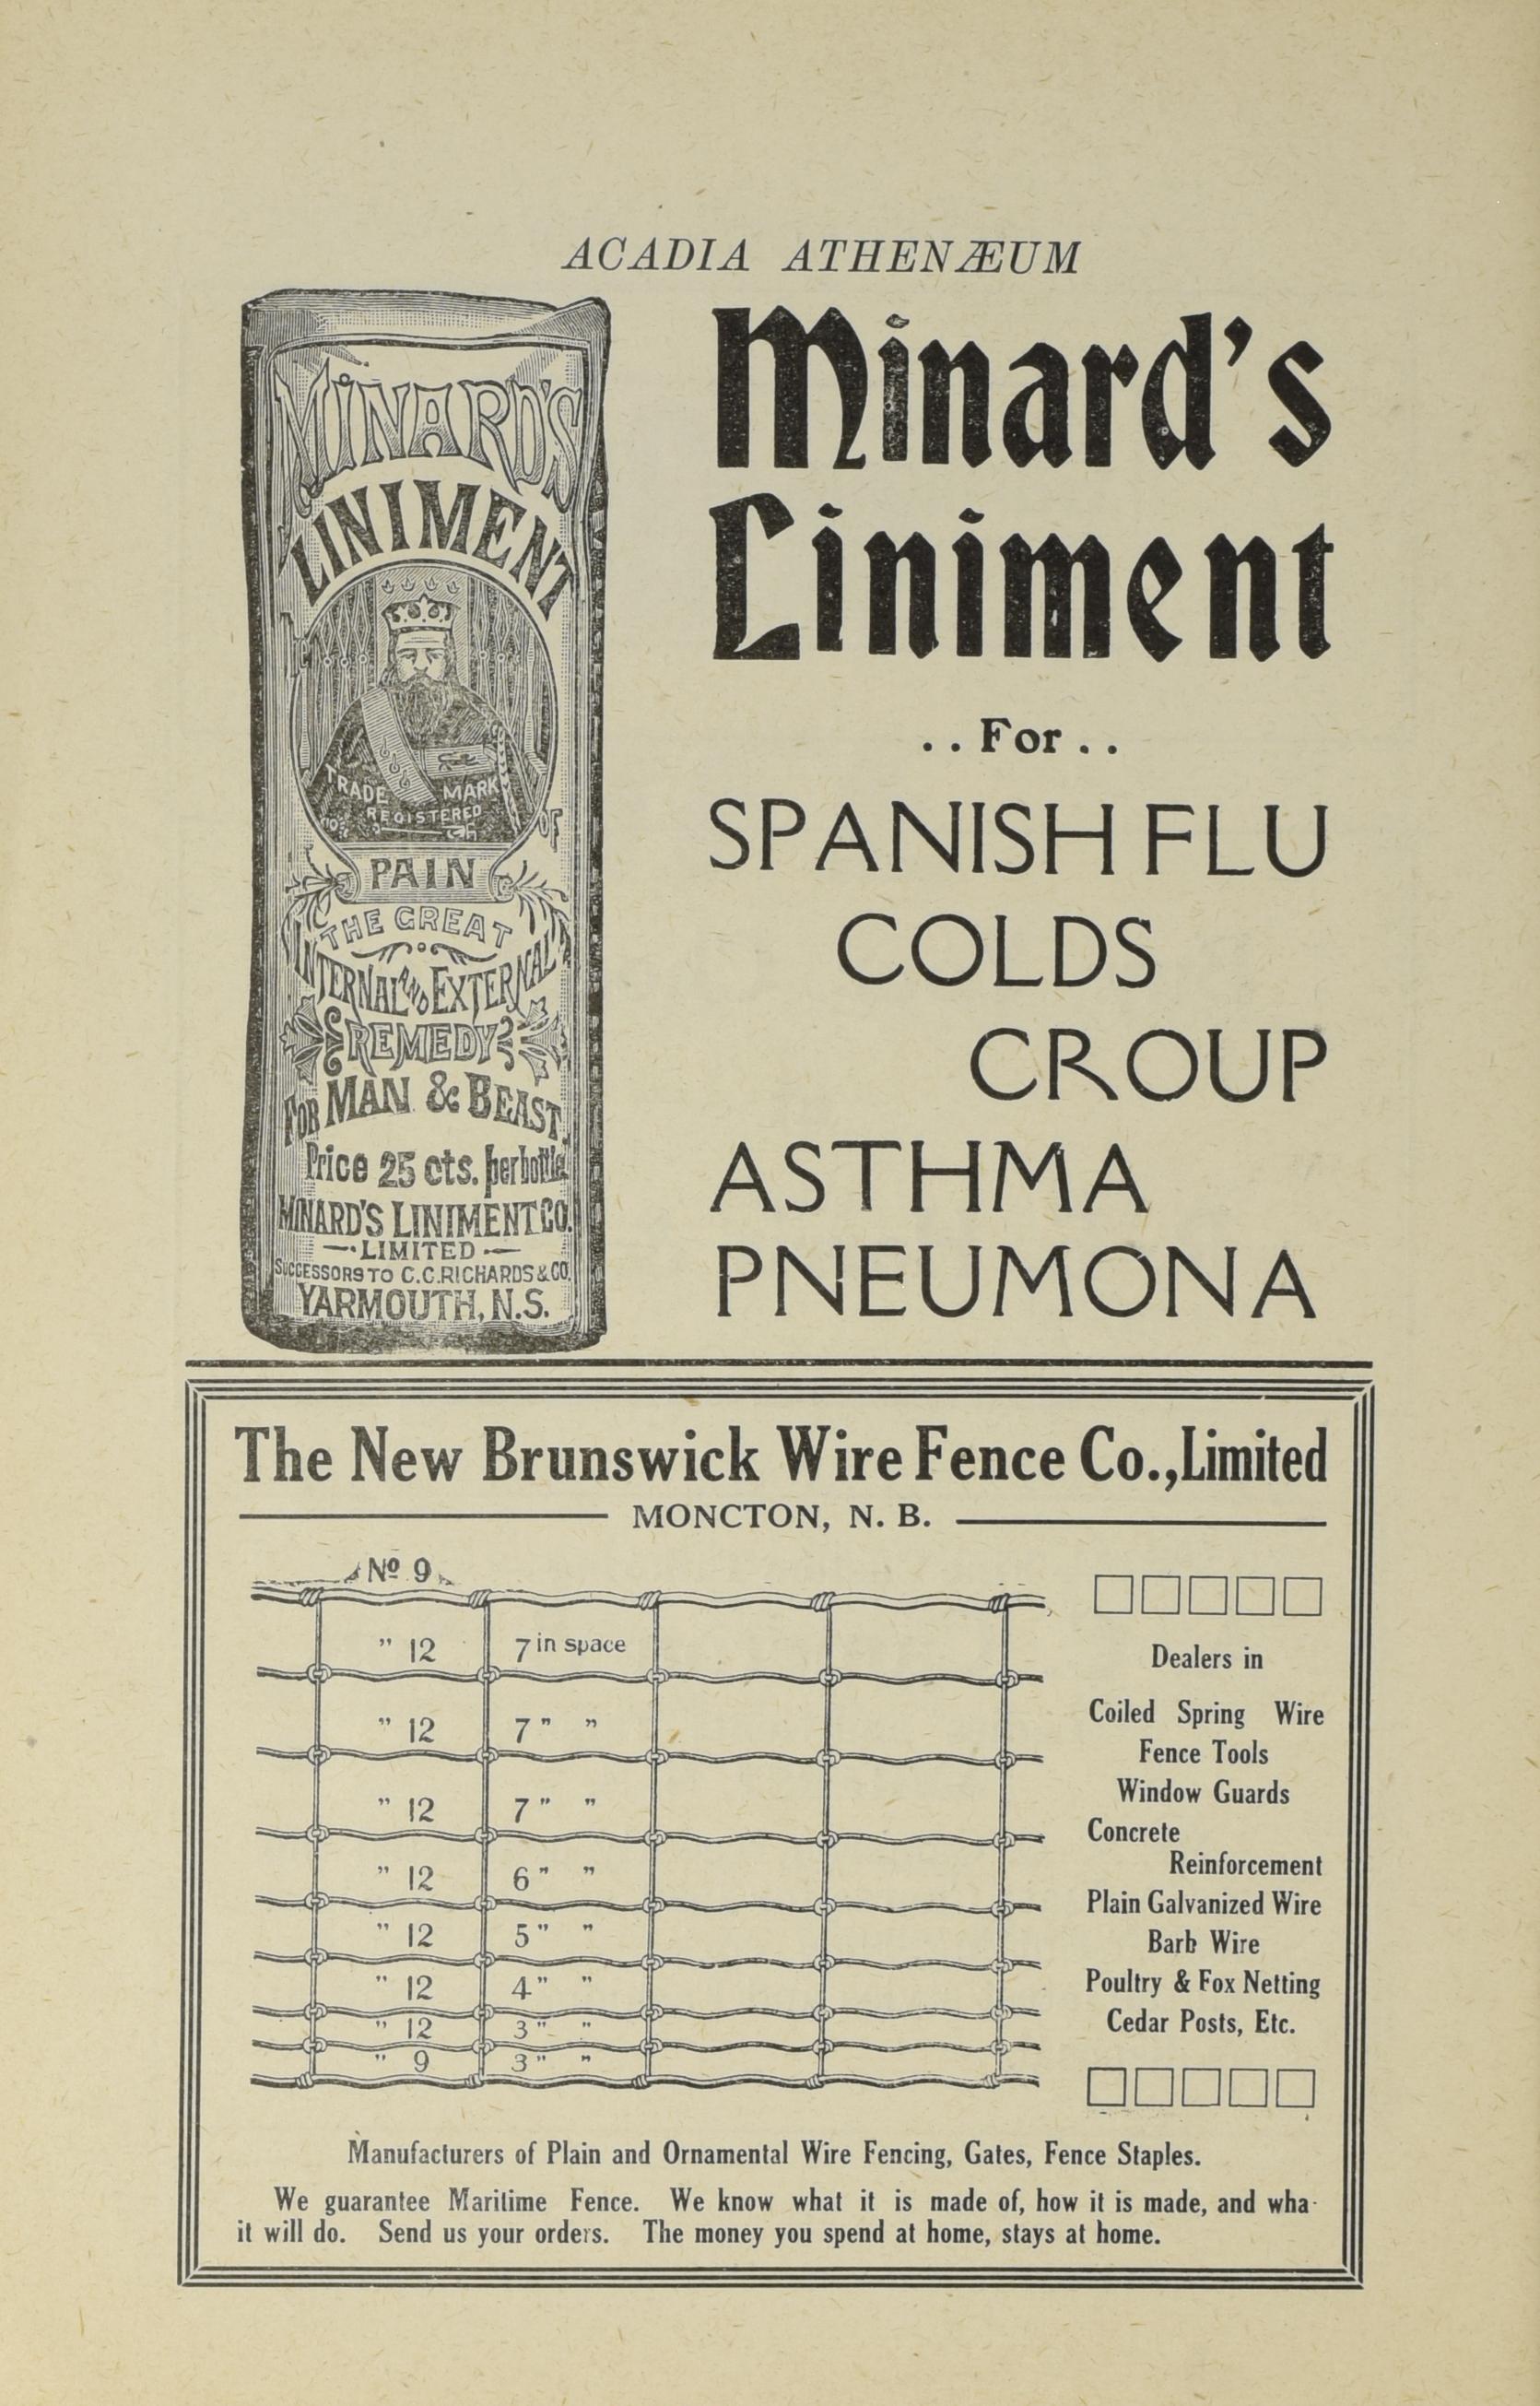 ACADIA ATHENÆUM
MINARD'S
LINIMENT
TRADE MARK
REGISTERED
OF
PAIN
THE GREAT
INTERNAL AND EXTERNAL
REMEDY
FOR MAN & BEAST.
Price 25 cts. per bottle.
MINARD'S LINIMENT CO.
LIMITED
SUCCESSORS TO C.C.RICHARDS & CO.
YARMOUTH, N.S.
Minard's
Liniment
..For..
SPANISH FLU
COLDS
CROUP
ASTHMA
PNEUMONA
The New Brunswick Wire Fence Co., Limited
MONCTON, N. B.
Nº 9
" 12 7 in space
" 12 7 " "
" 12 7 " "
" 12 6 " "
" 12 5 " "
" 12 4 " "
" 12 3 " "
" 9 3 " "
Dealers in
Coiled Spring Wire
Fence Tools
Window Guards
Concrete
Reinforcement
Plain Galvanized Wire
Barb Wire
Poultry & Fox Netting
Cedar Posts, Etc.
Manufacturers of Plain and Ornamental Wire Fencing, Gates, Fence Staples.
We guarantee Maritime Fence. We know what it is made of, how it is made, and wha
it will do. Send us your orders. The money you spend at home, stays at home.